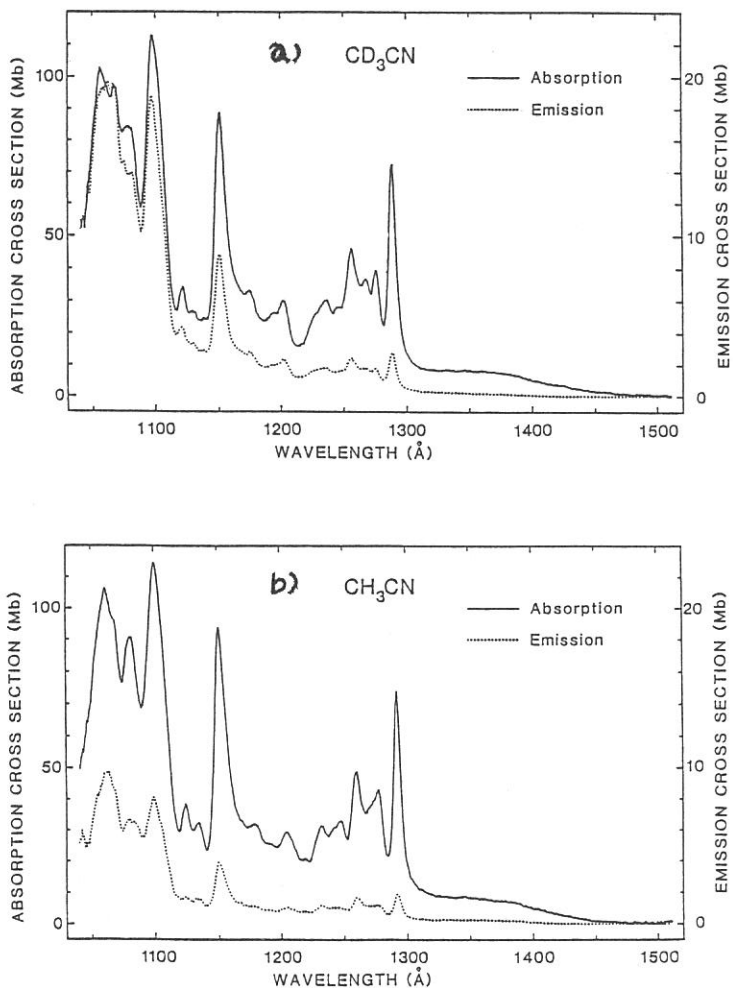 a) CD₃CN
Absorption
Emission
ABSORPTION CROSS SECTION (Mb)
100
50
0
EMISSION CROSS SECTION (Mb)
20
10
0
1100 1200 1300 1400 1500
WAVELENGTH (Å)
b) CH₃CN
Absorption
Emission
ABSORPTION CROSS SECTION (Mb)
100
50
0
EMISSION CROSS SECTION (Mb)
20
10
0
1100 1200 1300 1400 1500
WAVELENGTH (Å)